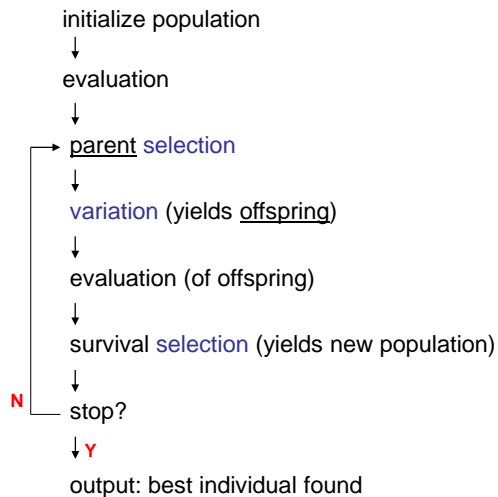 initialize population
evaluation
parent selection
variation (yields offspring)
evaluation (of offspring)
survival selection (yields new population)
N
stop?
Y
output: best individual found